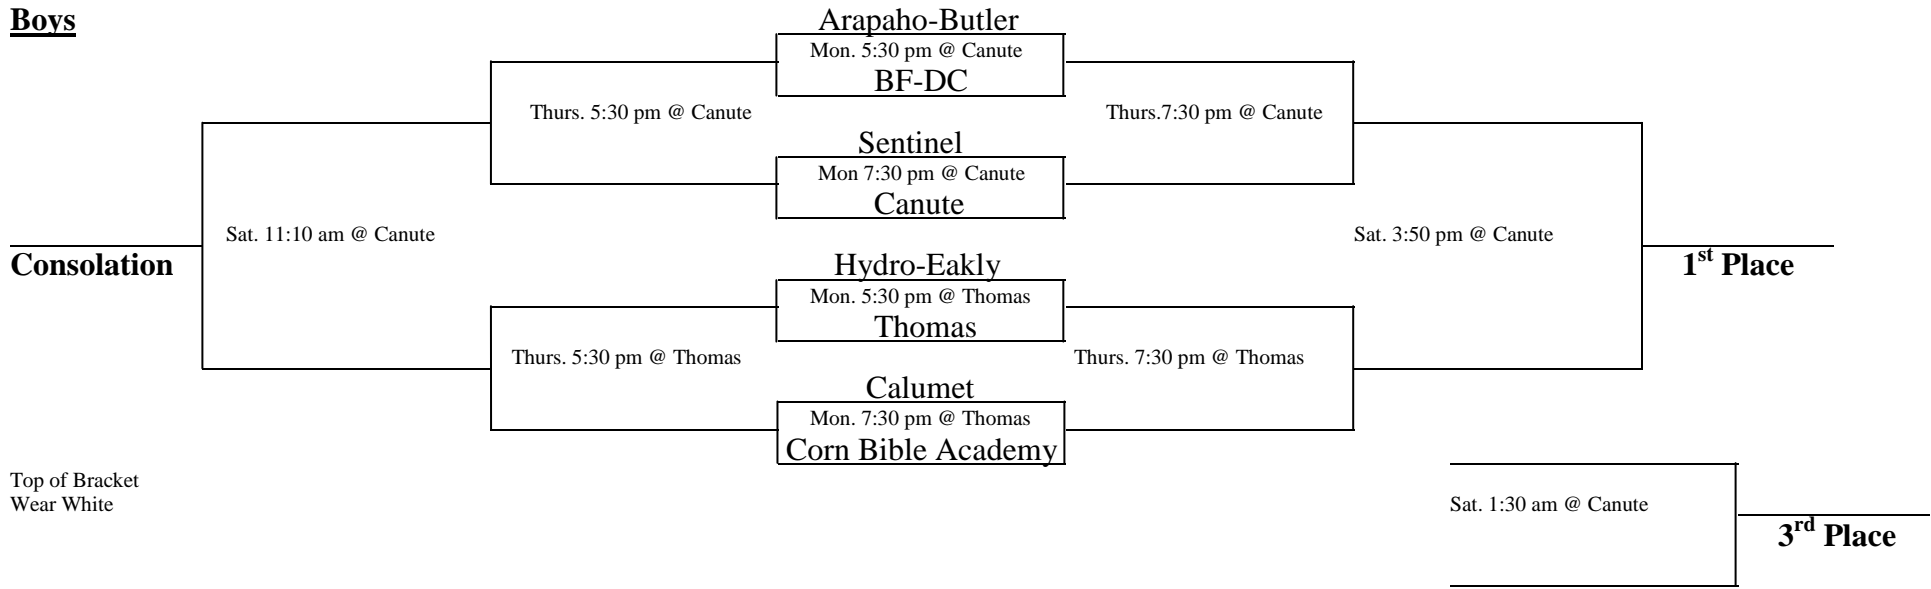 Boys
Arapaho-Butler
Mon. 5:30 pm @ Canute
BF-DC
Thurs. 5:30 pm @ Canute
Thurs.7:30 pm @ Canute
Sentinel
Mon 7:30 pm @ Canute
Canute
Sat. 11:10 am @ Canute
Sat. 3:50 pm @ Canute
Consolation
1st Place
Hydro-Eakly
Mon. 5:30 pm @ Thomas
Thomas
Thurs. 5:30 pm @ Thomas
Thurs. 7:30 pm @ Thomas
Calumet
Mon. 7:30 pm @ Thomas
Corn Bible Academy
Top of Bracket
Wear White
Sat. 1:30 am @ Canute
3rd Place